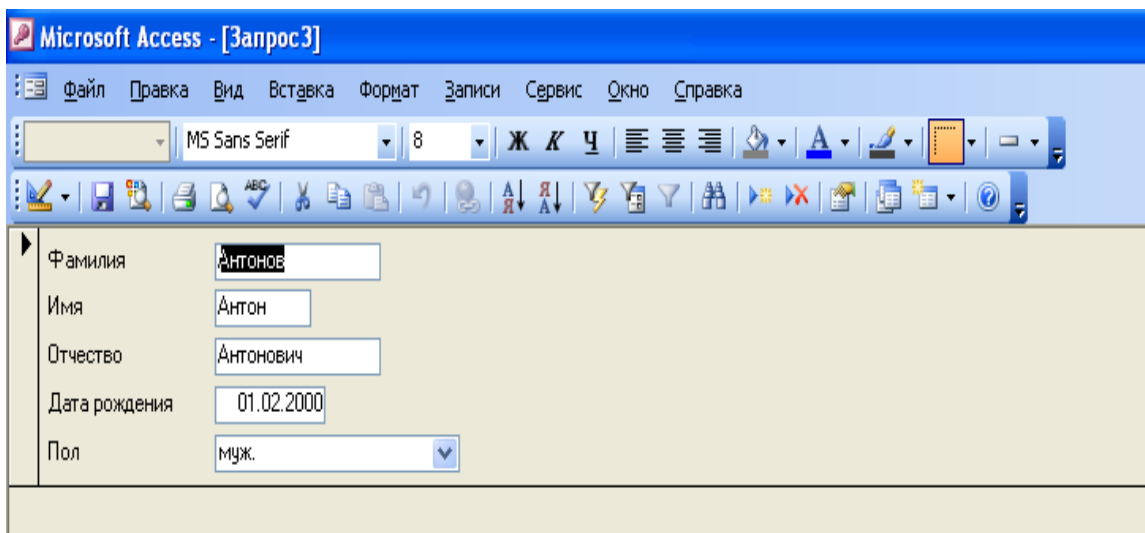 Microsoft Access - [Запрос3]
Файл Правка Вид Вставка Формат Записи Сервис Окно Справка
MS Sans Serif 8 Ж К Ч А
ABC А Я Я А
Фамилия Антонов
Имя Антон
Отчество Антонович
Дата рождения 01.02.2000
Пол муж.